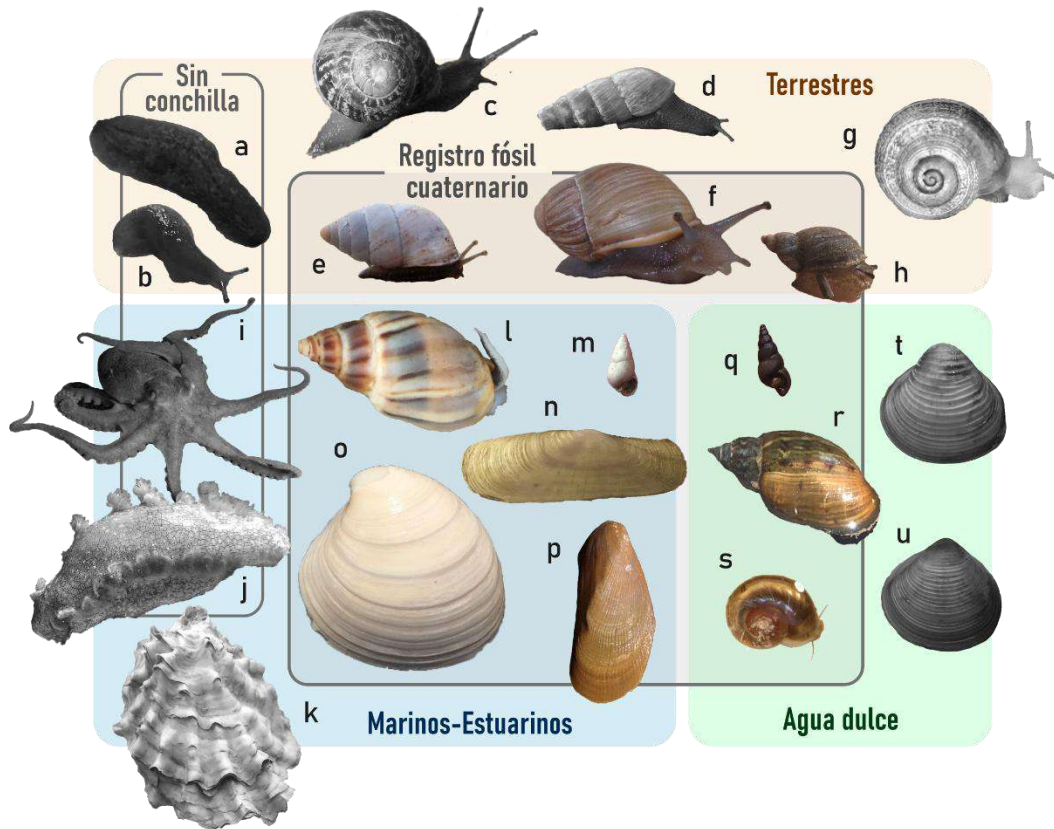 Sin
conchilla
Terrestres
c
d
a
g
Registro fósil
cuaternario
f
b
e
h
i
l
m
q
t
n
r
o
p
s
u
j
k
Marinos-Estuarinos
Agua dulce